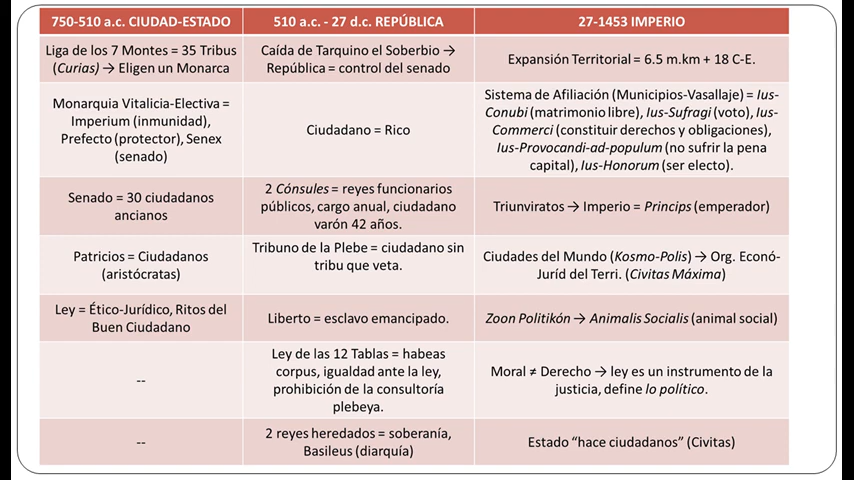 750-510 a.c. CIUDAD-ESTADO
510 a.c. - 27 d.c. REPÚBLICA
27-1453 IMPERIO
Liga de los 7 Montes = 35 Tribus
(Curias) → Eligen un Monarca
Caída de Tarquino el Soberbio →
República = control del senado
Expansión Territorial = 6.5 m.km + 18 C-E.
Monarquia Vitalicia-Electiva =
Imperium (inmunidad),
Prefecto (protector), Senex
(senado)
Ciudadano = Rico
Sistema de Afiliación (Municipios-Vasallaje) = Ius-
Conubi (matrimonio libre), Ius-Sufragi (voto), Ius-
Commerci (constituir derechos y obligaciones),
Ius-Provocandi-ad-populum (no sufrir la pena
capital), Ius-Honorum (ser electo).
Senado = 30 ciudadanos
ancianos
2 Cónsules = reyes funcionarios
públicos, cargo anual, ciudadano
varón 42 años.
Triunviratos → Imperio = Princips (emperador)
Patricios = Ciudadanos
(aristócratas)
Tribuno de la Plebe = ciudadano sin
tribu que veta.
Ciudades del Mundo (Kosmo-Polis) → Org. Econó-
Juríd del Terri. (Civitas Máxima)
Ley = Ético-Jurídico, Ritos del
Buen Ciudadano
Liberto = esclavo emancipado.
Zoon Politikón → Animalis Socialis (animal social)
--
Ley de las 12 Tablas = habeas
corpus, igualdad ante la ley,
prohibición de la consultoría
plebeya.
Moral ≠ Derecho → ley es un instrumento de la
justicia, define lo político.
--
2 reyes heredados = soberanía,
Basileus (diarquía)
Estado “hace ciudadanos” (Civitas)